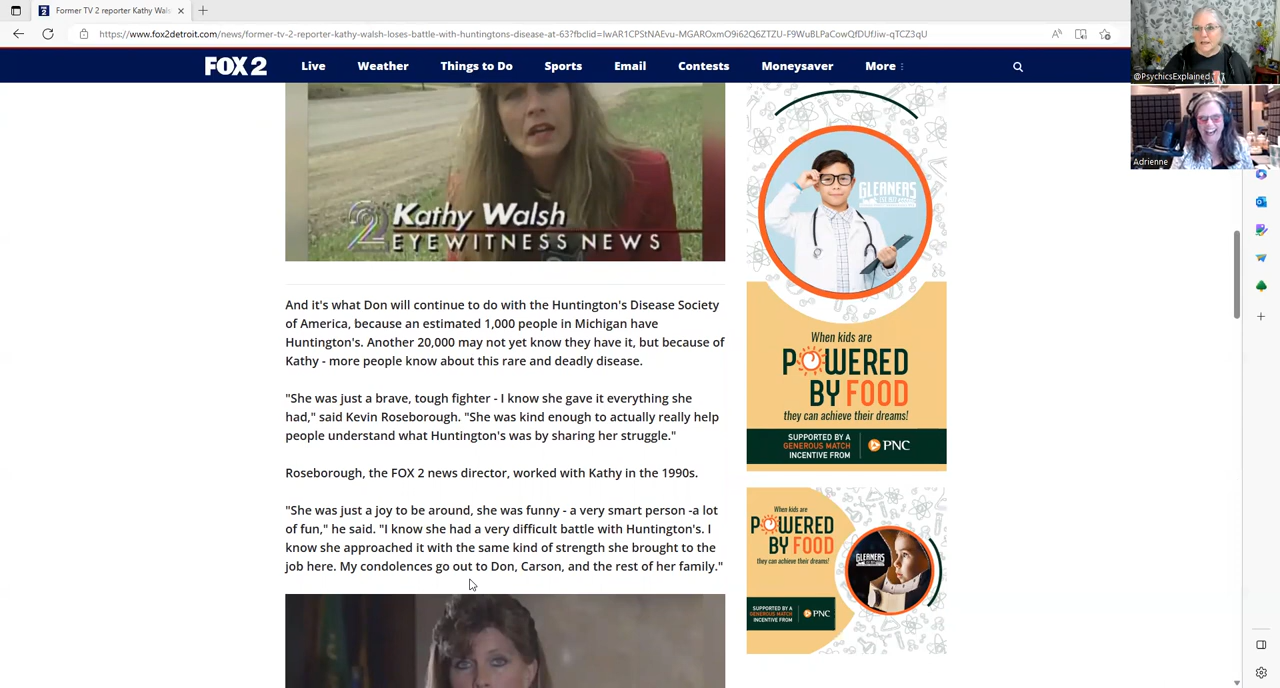 Former TV 2 reporter Kathy Wals
https://www.fox2detroit.com/news/former-tv-2-reporter-kathy-walsh-loses-battle-with-huntingtons-disease-at-63?fbclid=IwAR1CPStNAEvu-MGAROxmO9i62Q6ZTZU-F9WuBLPaCowQfDUfJiw-qTCZ3qU
@PsychicsExplained
Adrienne
FOX 2
Live
Weather
Things to Do
Sports
Email
Contests
Moneysaver
More
2
Kathy Walsh
EYEWITNESS NEWS
And it's what Don will continue to do with the Huntington's Disease Society
of America, because an estimated 1,000 people in Michigan have
Huntington's. Another 20,000 may not yet know they have it, but because of
Kathy - more people know about this rare and deadly disease.
"She was just a brave, tough fighter - I know she gave it everything she
had," said Kevin Roseborough. "She was kind enough to actually really help
people understand what Huntington's was by sharing her struggle."
Roseborough, the FOX 2 news director, worked with Kathy in the 1990s.
"She was just a joy to be around, she was funny - a very smart person -a lot
of fun," he said. "I know she had a very difficult battle with Huntington's. I
know she approached it with the same kind of strength she brought to the
job here. My condolences go out to Don, Carson, and the rest of her family."
GLEANERS
When kids are
POWERED
BY FOOD
they can achieve their dreams!
SUPPORTED BY A
GENEROUS MATCH
INCENTIVE FROM
PNC
When kids are
POWERED
BY FOOD
they can achieve their dreams!
GLEANERS
SUPPORTED BY A
GENEROUS MATCH
INCENTIVE FROM
PNC